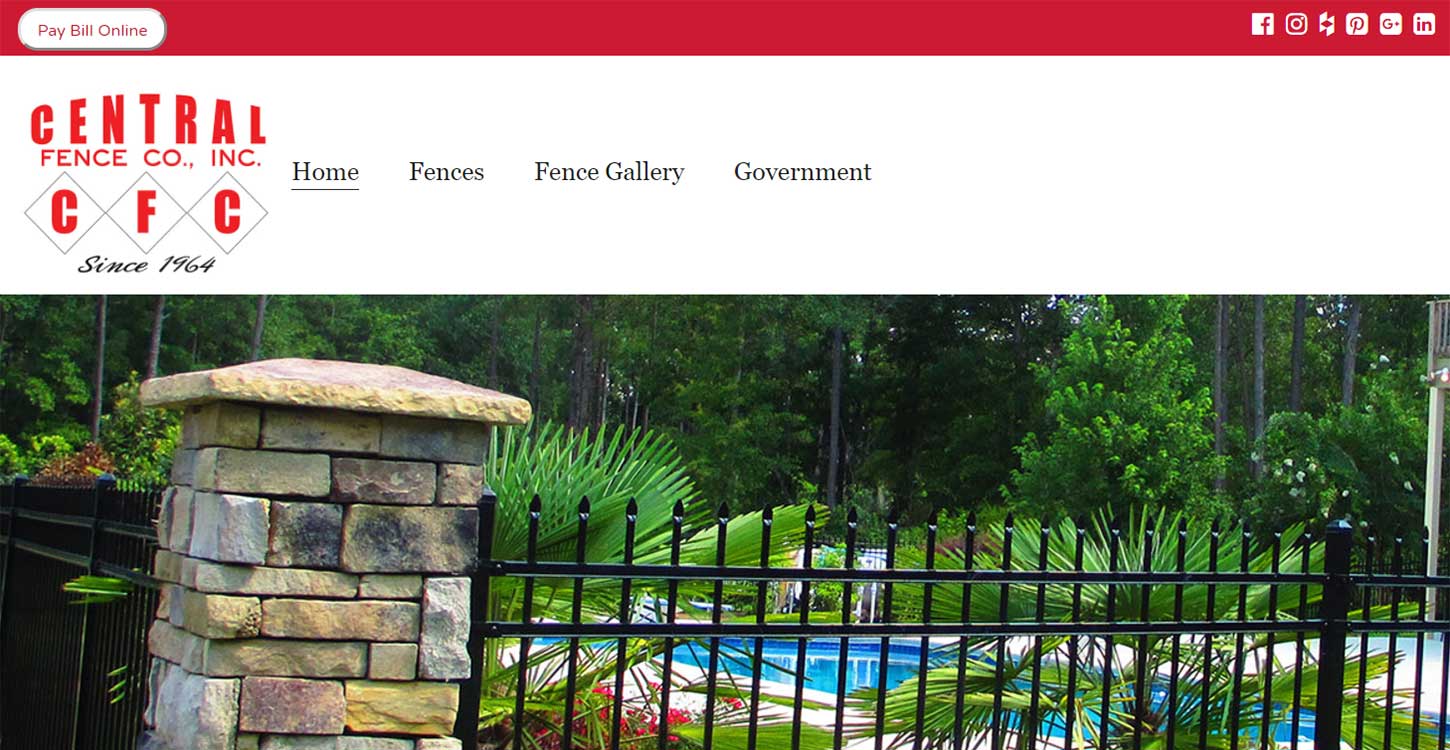 Pay Bill Online
CENTRAL
FENCE CO., INC.
C F C
Since 1964
Home Fences Fence Gallery Government